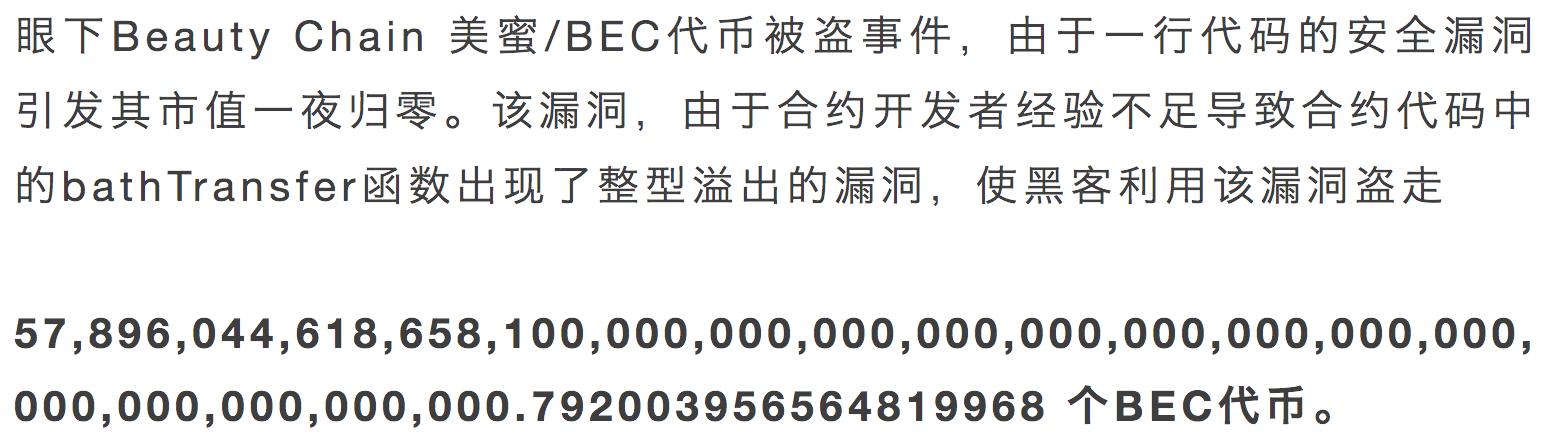 眼下Beauty Chain 美蜜/BEC代币被盗事件，由于一行代码的安全漏洞
引发其市值一夜归零。该漏洞，由于合约开发者经验不足导致合约代码中
的bathTransfer函数出现了整型溢出的漏洞，使黑客利用该漏洞盗走
57,896,044,618,658,100,000,000,000,000,000,000,000,000,000,
000,000,000,000,000.792003956564819968 个BEC代币。